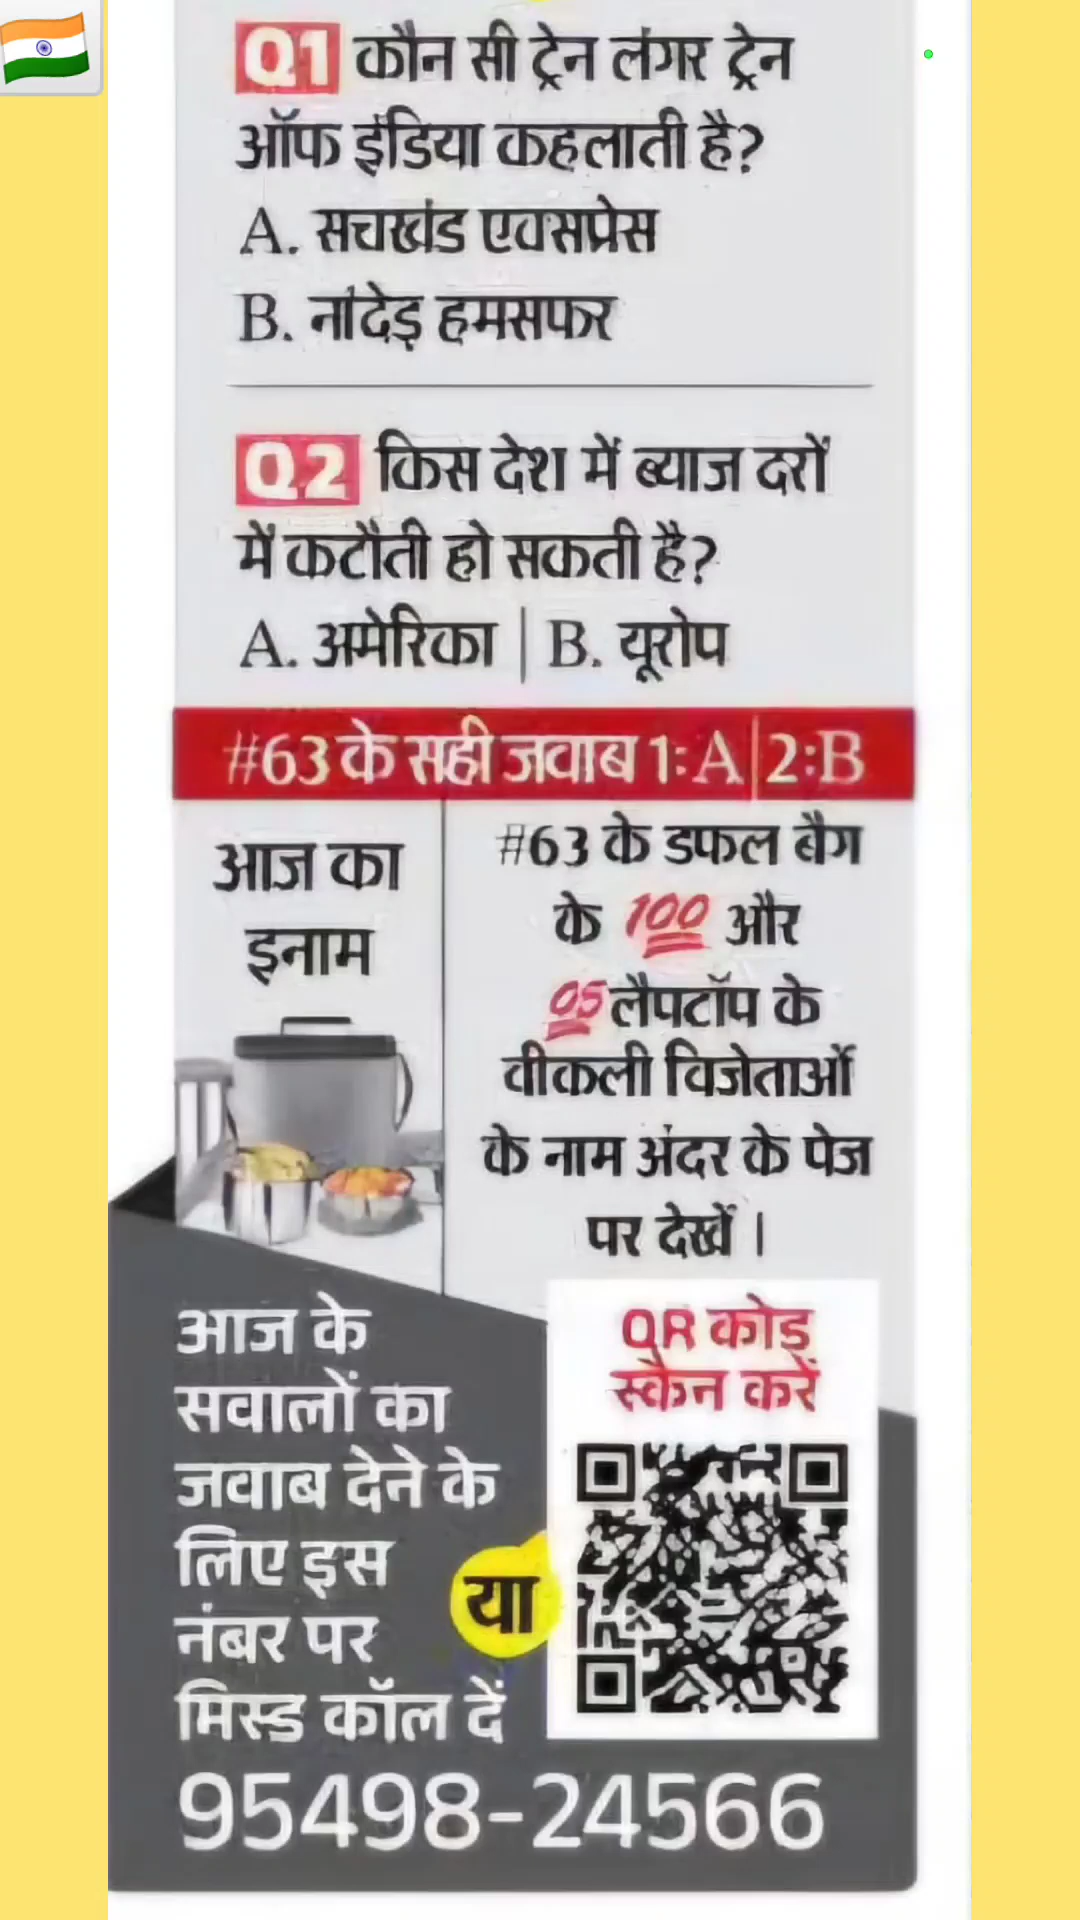 Q1 कौन सी ट्रेन लंगर ट्रेन
ऑफ इंडिया कहलाती है?
A. सचखंड एक्सप्रेस
B. नांदेड़ हमसफर
Q2 किस देश में ब्याज दरों
में कटौती हो सकती है?
A. अमेरिका | B. यूरोप
#63 के सही जवाब 1: A | 2:B
आज का
इनाम
#63 के डफल बैग
के 100 और
05 लैपटॉप के
वीकली विजेताओं
के नाम अंदर के पेज
पर देखें।
आज के
सवालों का
जवाब देने के
लिए इस
नंबर पर
मिस्ड कॉल दें
या
QR कोड
स्कैन करें
95498-24566